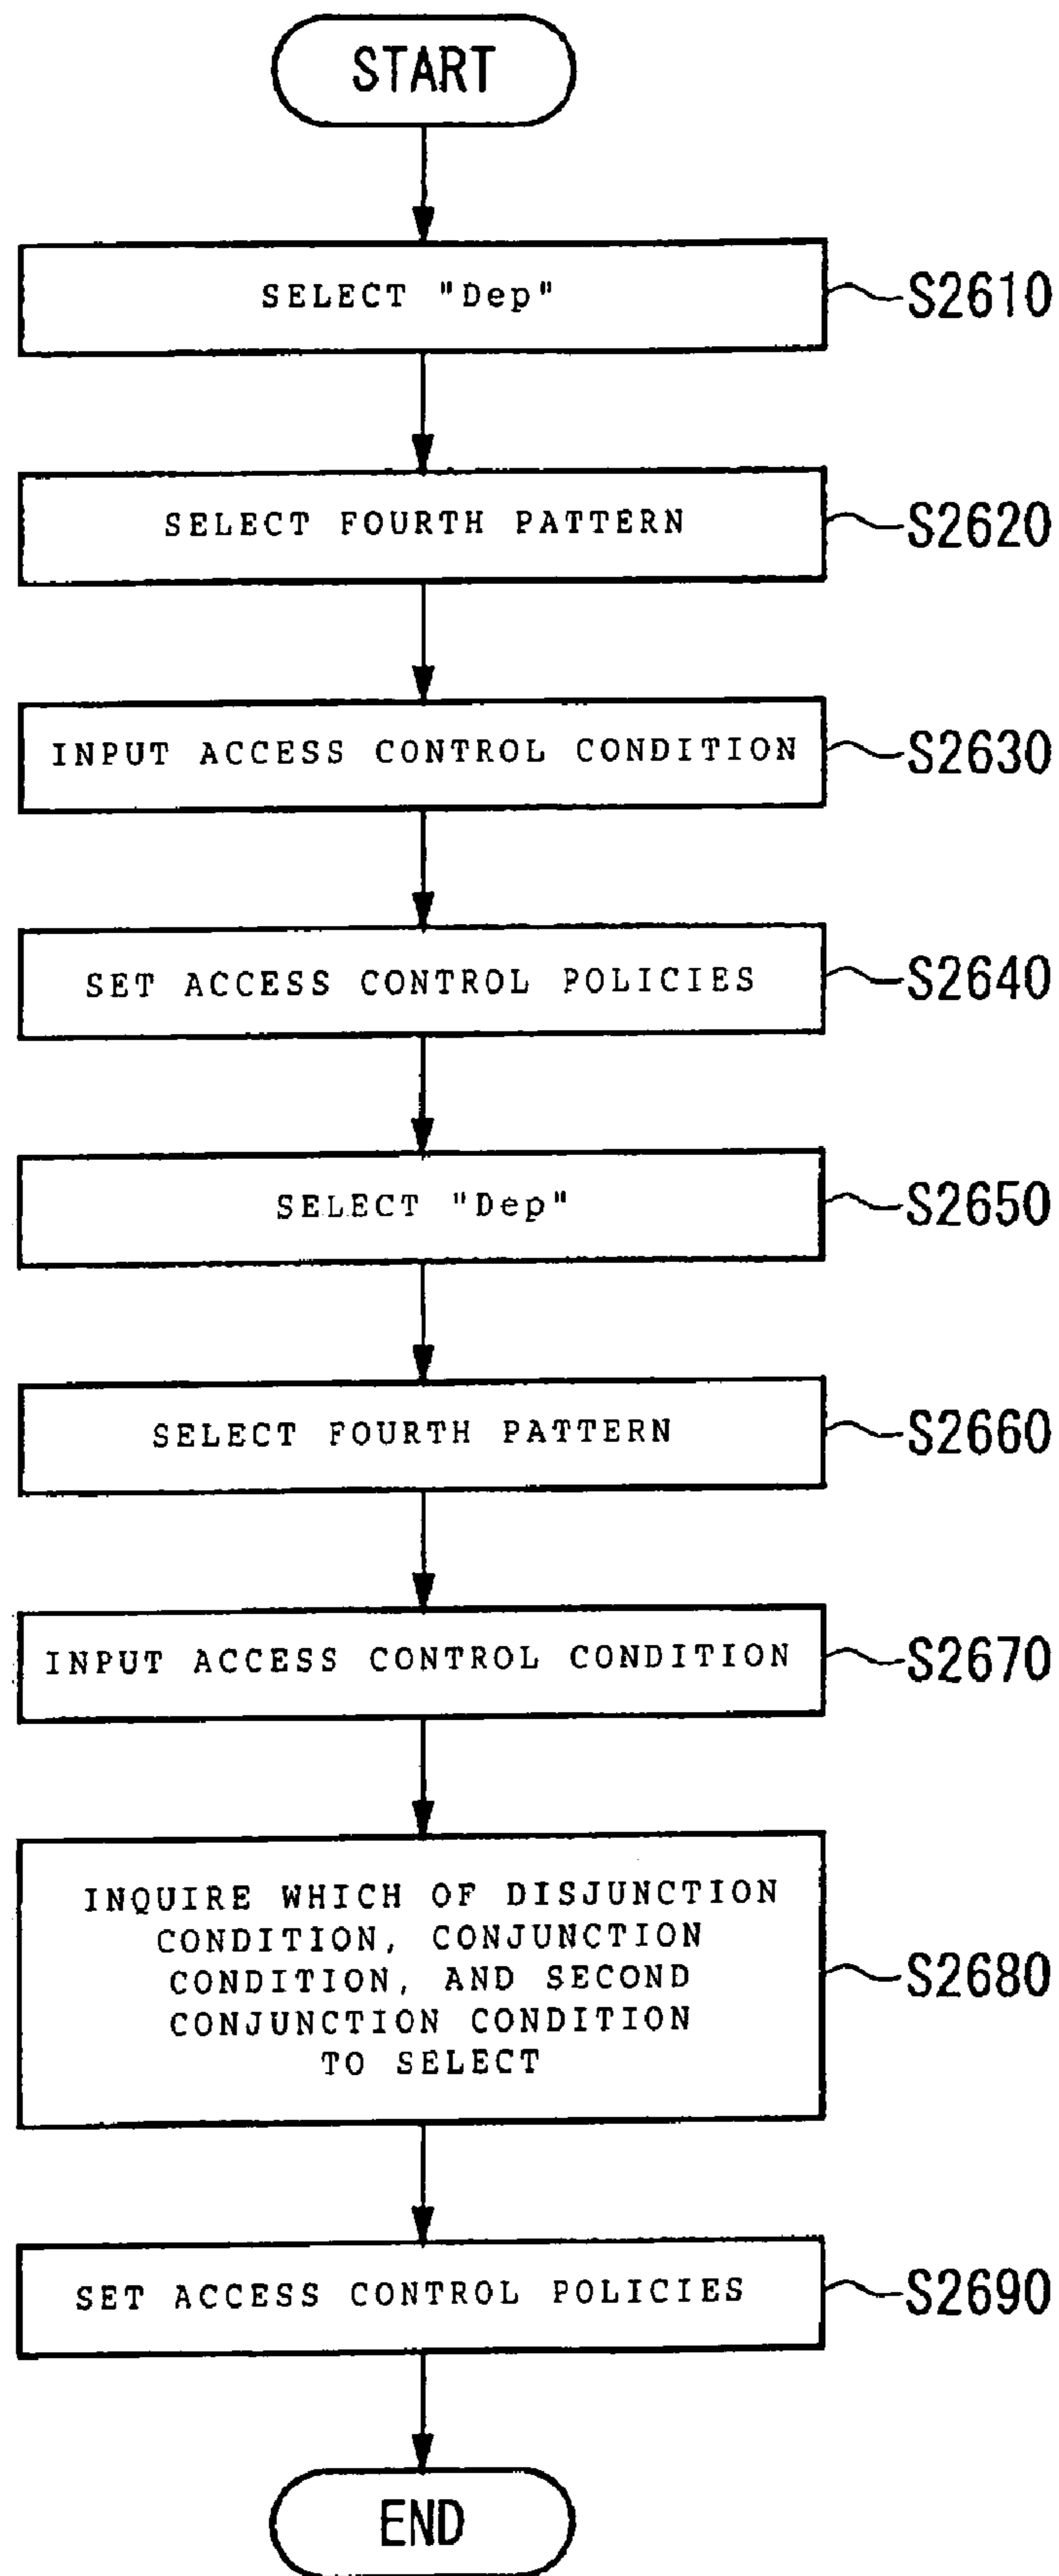 START
SELECT "Dep"
S2610
SELECT FOURTH PATTERN
S2620
INPUT ACCESS CONTROL CONDITION
S2630
SET ACCESS CONTROL POLICIES
S2640
SELECT "Dep"
S2650
SELECT FOURTH PATTERN
S2660
INPUT ACCESS CONTROL CONDITION
S2670
INQUIRE WHICH OF DISJUNCTION
CONDITION, CONJUNCTION
CONDITION, AND SECOND
CONJUNCTION CONDITION
TO SELECT
S2680
SET ACCESS CONTROL POLICIES
S2690
END